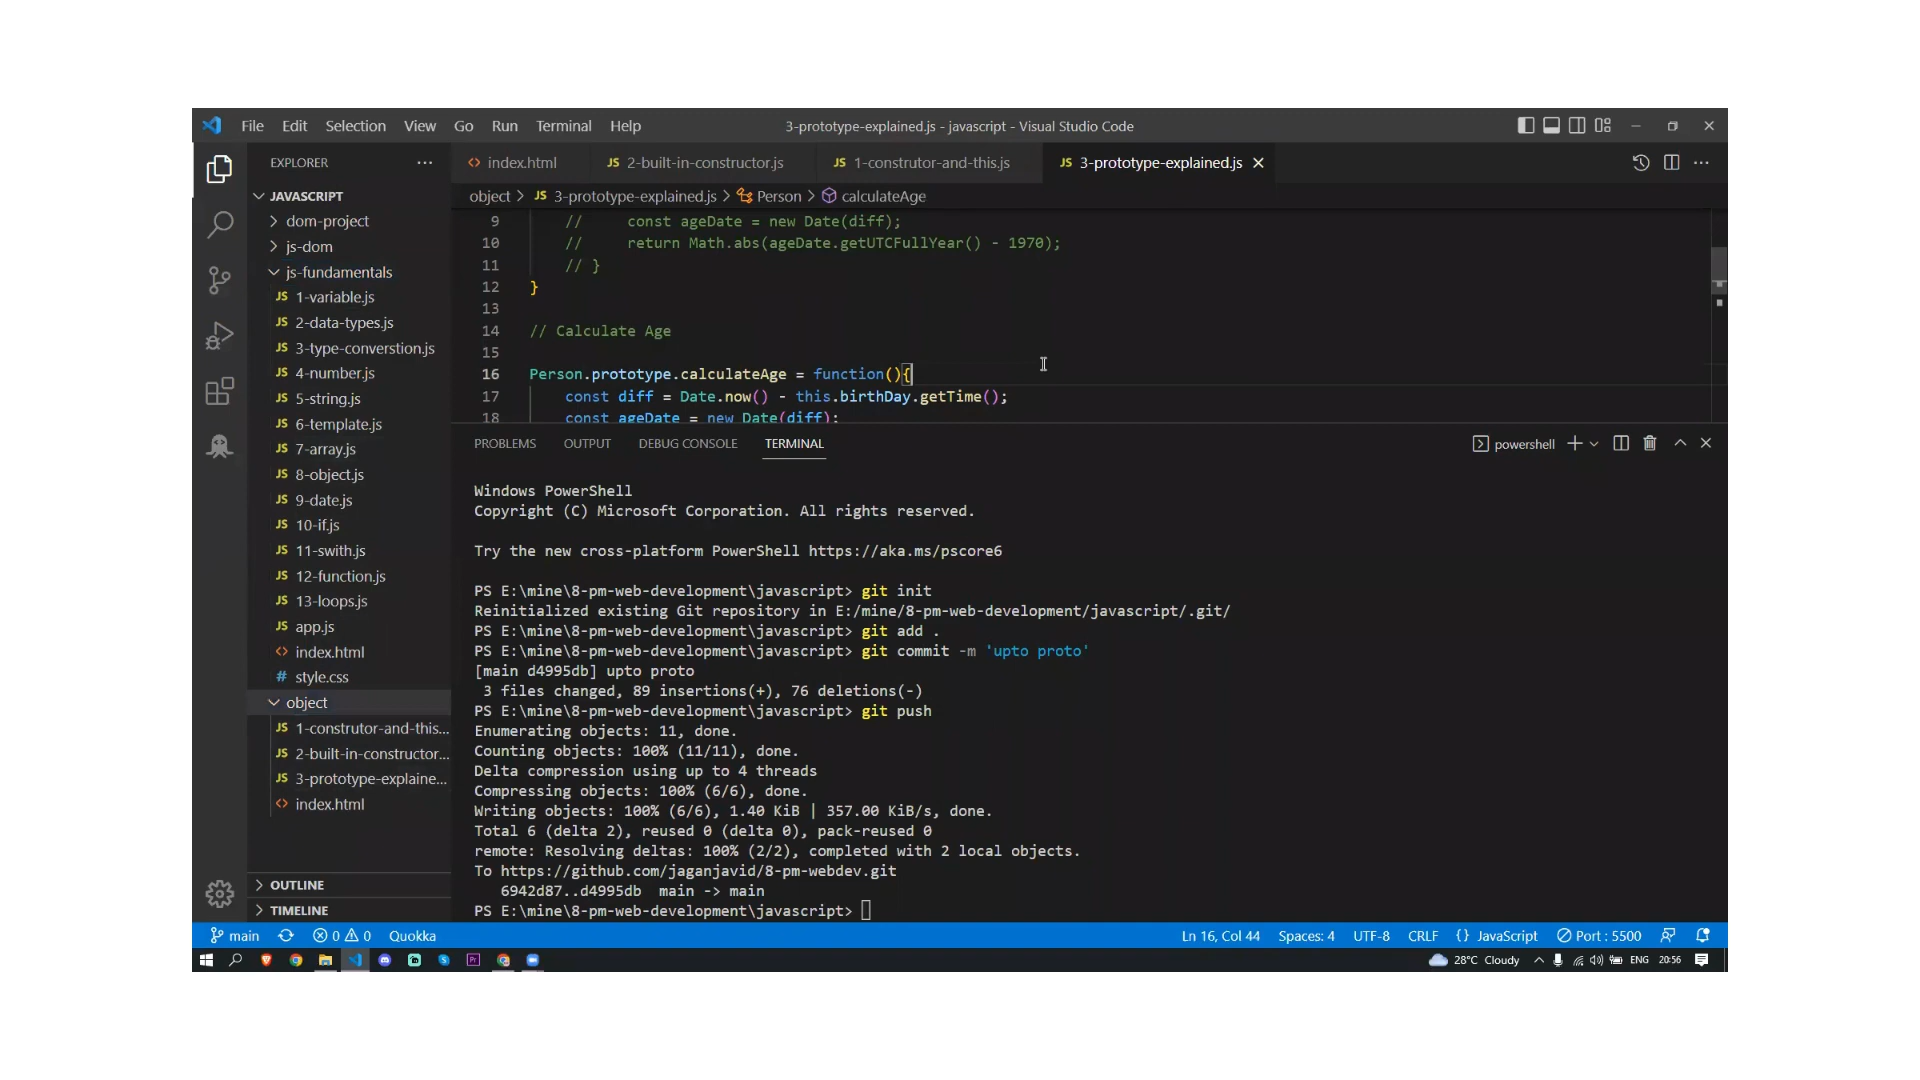 File Edit Selection View Go Run Terminal Help 3-prototype-explained.js - javascript - Visual Studio Code
EXPLORER
JAVASCRIPT
dom-project
js-dom
js-fundamentals
JS 1-variable.js
JS 2-data-types.js
JS 3-type-converstion.js
JS 4-number.js
JS 5-string.js
JS 6-template.js
JS 7-array.js
JS 8-object.js
JS 9-date.js
JS 10-if.js
JS 11-swith.js
JS 12-function.js
JS 13-loops.js
JS app.js
<> index.html
# style.css
object
JS 1-construtor-and-this...
JS 2-built-in-constructor...
JS 3-prototype-explaine...
<> index.html
OUTLINE
TIMELINE
<> index.html JS 2-built-in-constructor.js JS 1-construtor-and-this.js JS 3-prototype-explained.js
object > JS 3-prototype-explained.js > Person > calculateAge
9 // const ageDate = new Date(diff);
10 // return Math.abs(ageDate.getUTCFullYear() - 1970);
11 // }
12 }
13
14 // Calculate Age
15
16 Person.prototype.calculateAge = function(){
17 const diff = Date.now() - this.birthDay.getTime();
18 const ageDate = new Date(diff);
PROBLEMS OUTPUT DEBUG CONSOLE TERMINAL powershell
Windows PowerShell
Copyright (C) Microsoft Corporation. All rights reserved.
Try the new cross-platform PowerShell https://aka.ms/pscore6
PS E:\mine\8-pm-web-development\javascript> git init
Reinitialized existing Git repository in E:/mine/8-pm-web-development/javascript/.git/
PS E:\mine\8-pm-web-development\javascript> git add .
PS E:\mine\8-pm-web-development\javascript> git commit -m 'upto proto'
[main d4995db] upto proto
3 files changed, 89 insertions(+), 76 deletions(-)
PS E:\mine\8-pm-web-development\javascript> git push
Enumerating objects: 11, done.
Counting objects: 100% (11/11), done.
Delta compression using up to 4 threads
Compressing objects: 100% (6/6), done.
Writing objects: 100% (6/6), 1.40 KiB | 357.00 KiB/s, done.
Total 6 (delta 2), reused 0 (delta 0), pack-reused 0
remote: Resolving deltas: 100% (2/2), completed with 2 local objects.
To https://github.com/jaganjavid/8-pm-webdev.git
6942d87..d4995db main -> main
PS E:\mine\8-pm-web-development\javascript>
main 0 0 Quokka Ln 16, Col 44 Spaces: 4 UTF-8 CRLF {} JavaScript Port : 5500
Pr 28°C Cloudy ENG 20:56